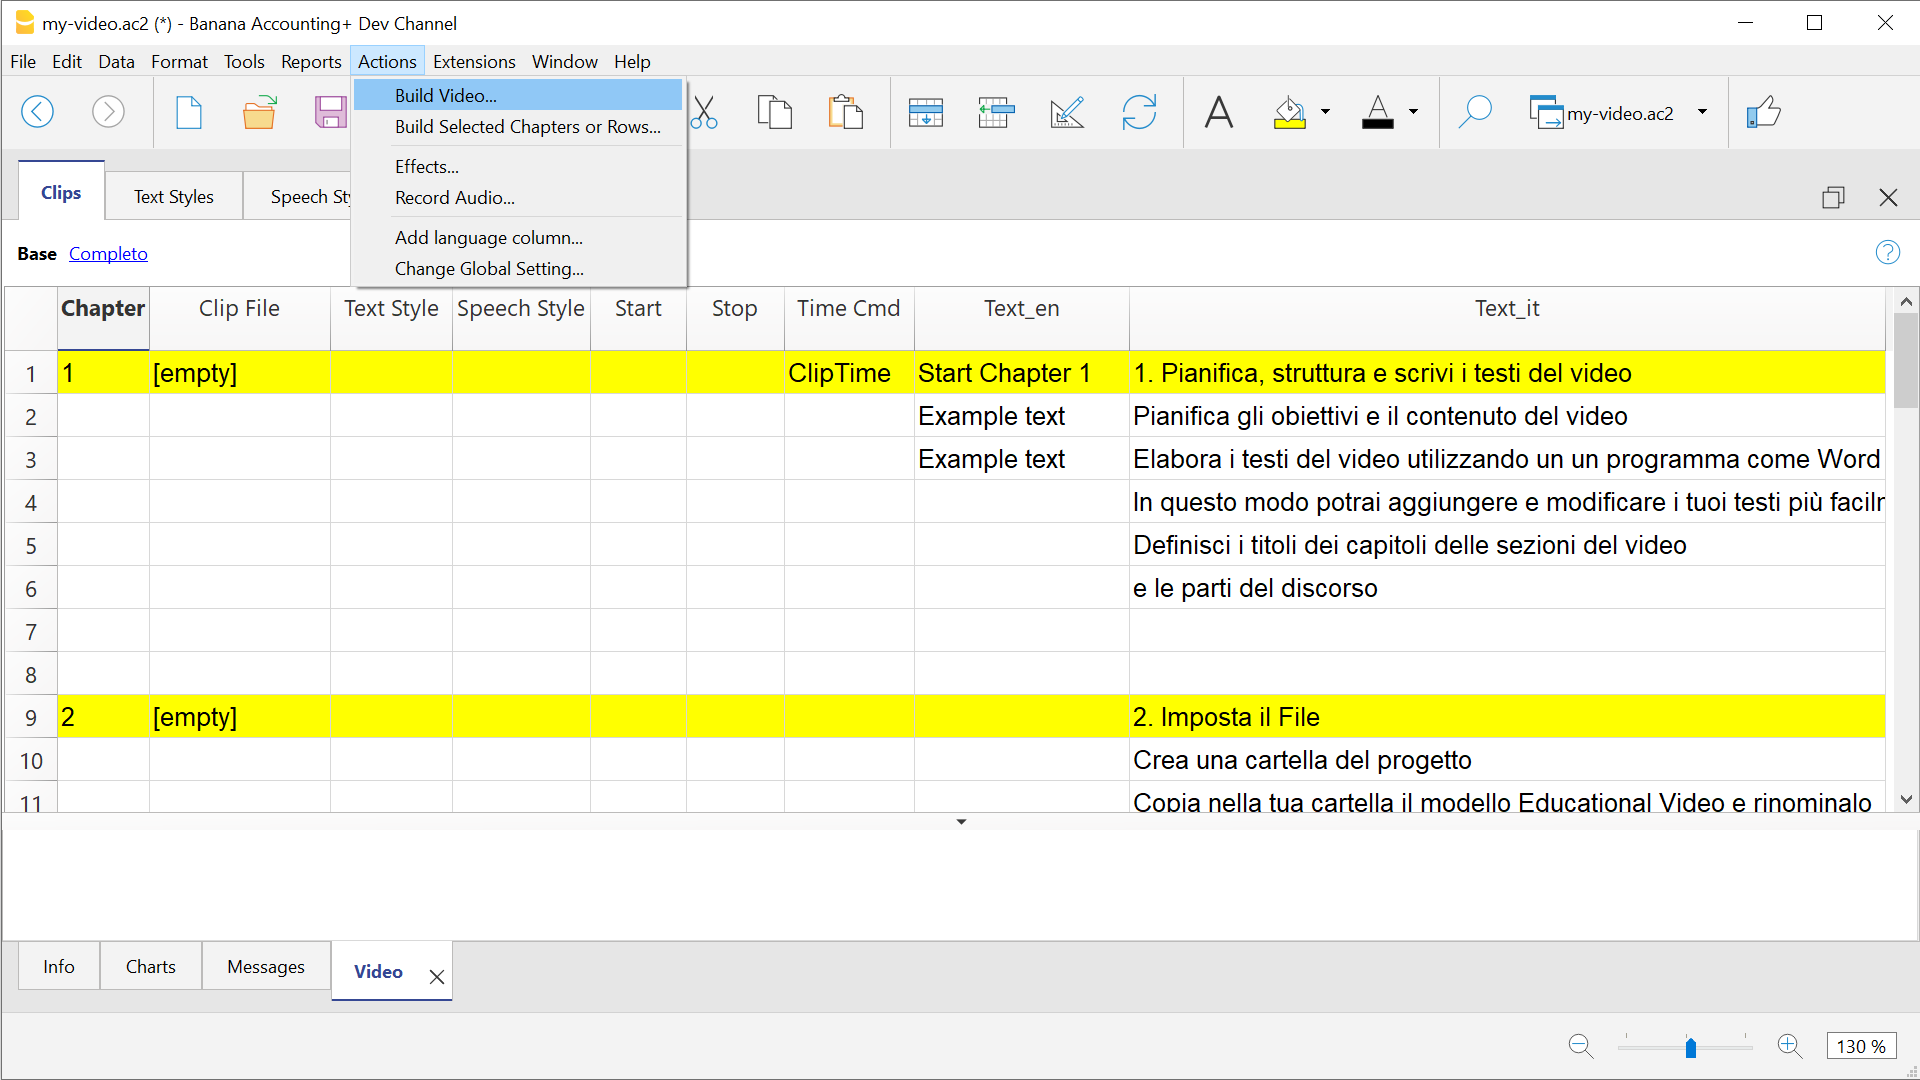 my-video.ac2 (*) - Banana Accounting+ Dev Channel
File Edit Data Format Tools Reports Actions Extensions Window Help
Build Video...
Build Selected Chapters or Rows...
Effects...
Record Audio...
Add language column...
Change Global Setting...
my-video.ac2
Clips Text Styles Speech Sty
Base Completo
Chapter Clip File Text Style Speech Style Start Stop Time Cmd Text_en Text_it
1 1 [empty] ClipTime Start Chapter 1 1. Pianifica, struttura e scrivi i testi del video
2 Example text Pianifica gli obiettivi e il contenuto del video
3 Example text Elabora i testi del video utilizzando un un programma come Word
4 In questo modo potrai aggiungere e modificare i tuoi testi più
5 Definisci i titoli dei capitoli delle sezioni del video
6 e le parti del discorso
7
8
9 2 [empty] 2. Imposta il File
10 Crea una cartella del progetto
11 Copia nella tua cartella il modello Educational Video e rinominalo
Info Charts Messages Video
130 %